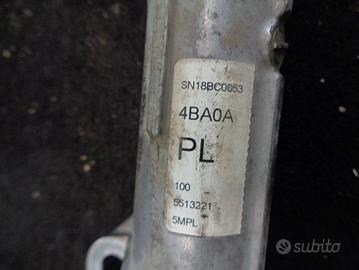 SN18BC0053
4BA0A
PL
100
5513221
5MPL
subito